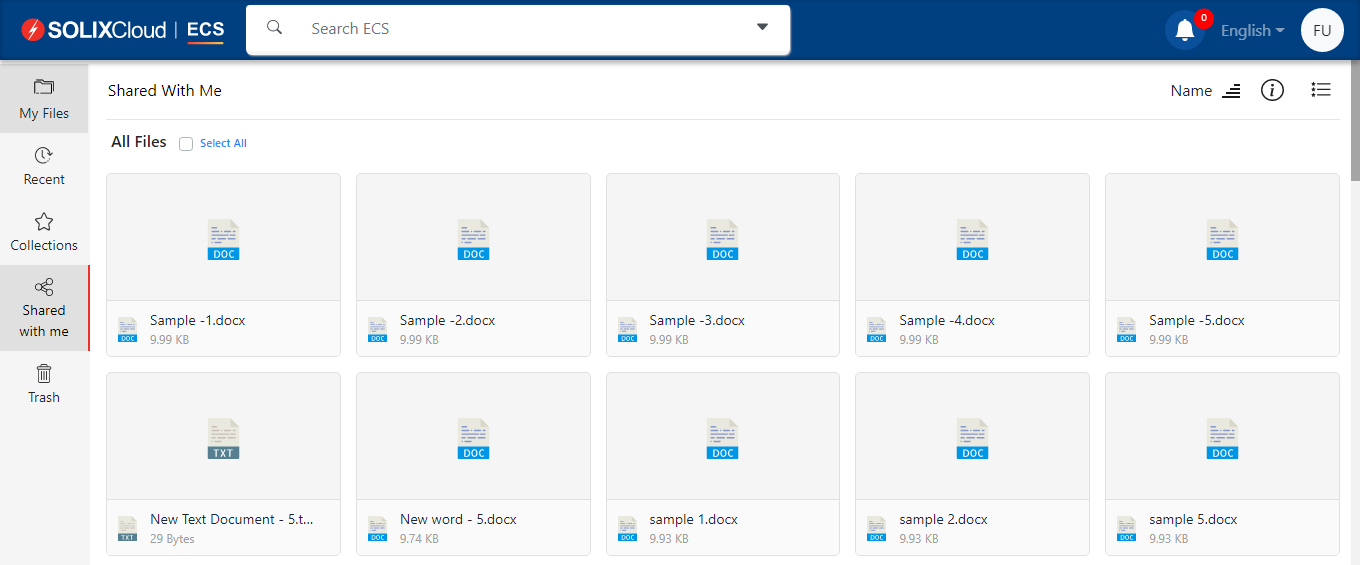 SOLIXCloud | ECS
Search ECS
0
English
FU
My Files
Recent
Collections
Shared
with me
Trash
Shared With Me
Name
All Files
Select All
DOC
DOC
DOC
DOC
DOC
DOC Sample -1.docx
9.99 KB
DOC Sample -2.docx
9.99 KB
DOC Sample -3.docx
9.99 KB
DOC Sample -4.docx
9.99 KB
DOC Sample -5.docx
9.99 KB
TXT
DOC
DOC
DOC
DOC
TXT New Text Document - 5.t...
29 Bytes
DOC New word - 5.docx
9.74 KB
DOC sample 1.docx
9.93 KB
DOC sample 2.docx
9.93 KB
DOC sample 5.docx
9.93 KB